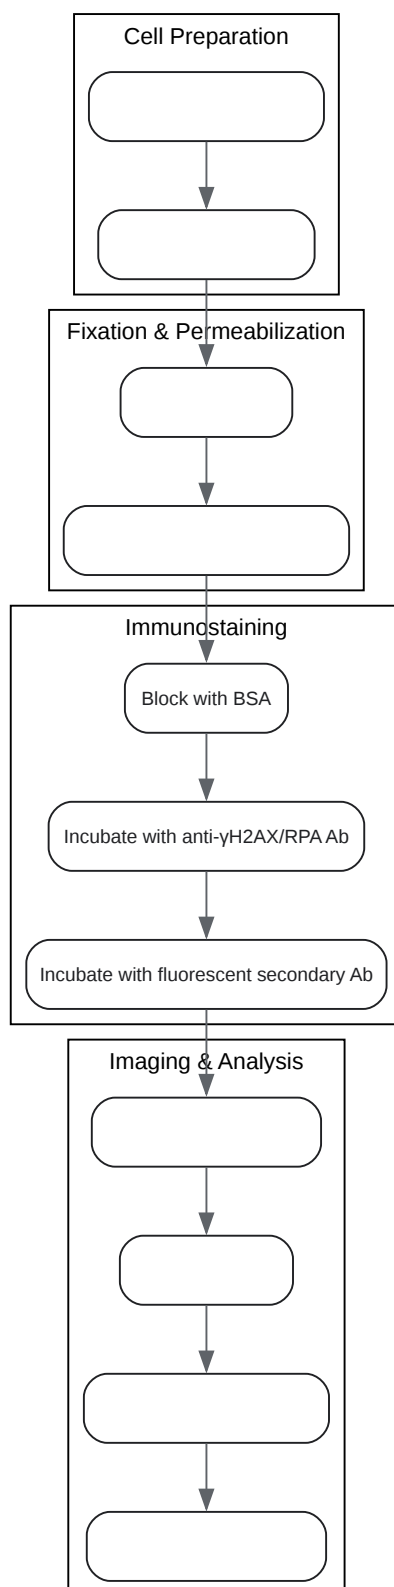 Cell Preparation
Fixation & Permeabilization
Immunostaining
Block with BSA
Incubate with anti-γH2AX/RPA Ab
Incubate with fluorescent secondary Ab
Imaging & Analysis